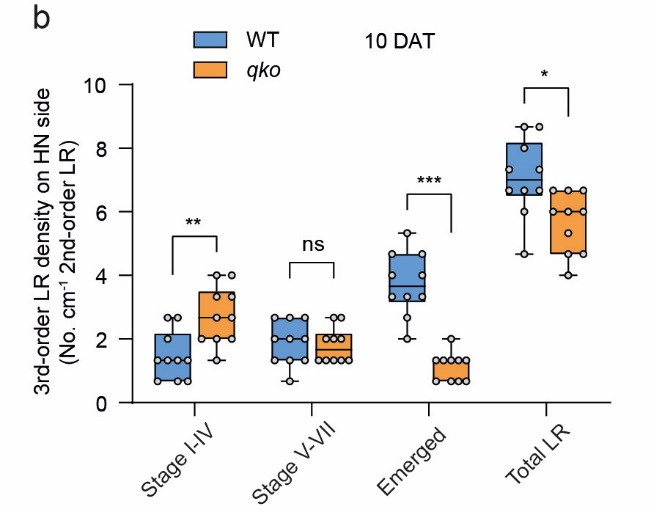 b
WT
10 DAT
qko
3rd-order LR density on HN side
(No. cm⁻¹ 2nd-order LR)
10
8
6
4
2
0
**
ns
***
*
Stage I-IV
Stage V-VII
Emerged
Total LR